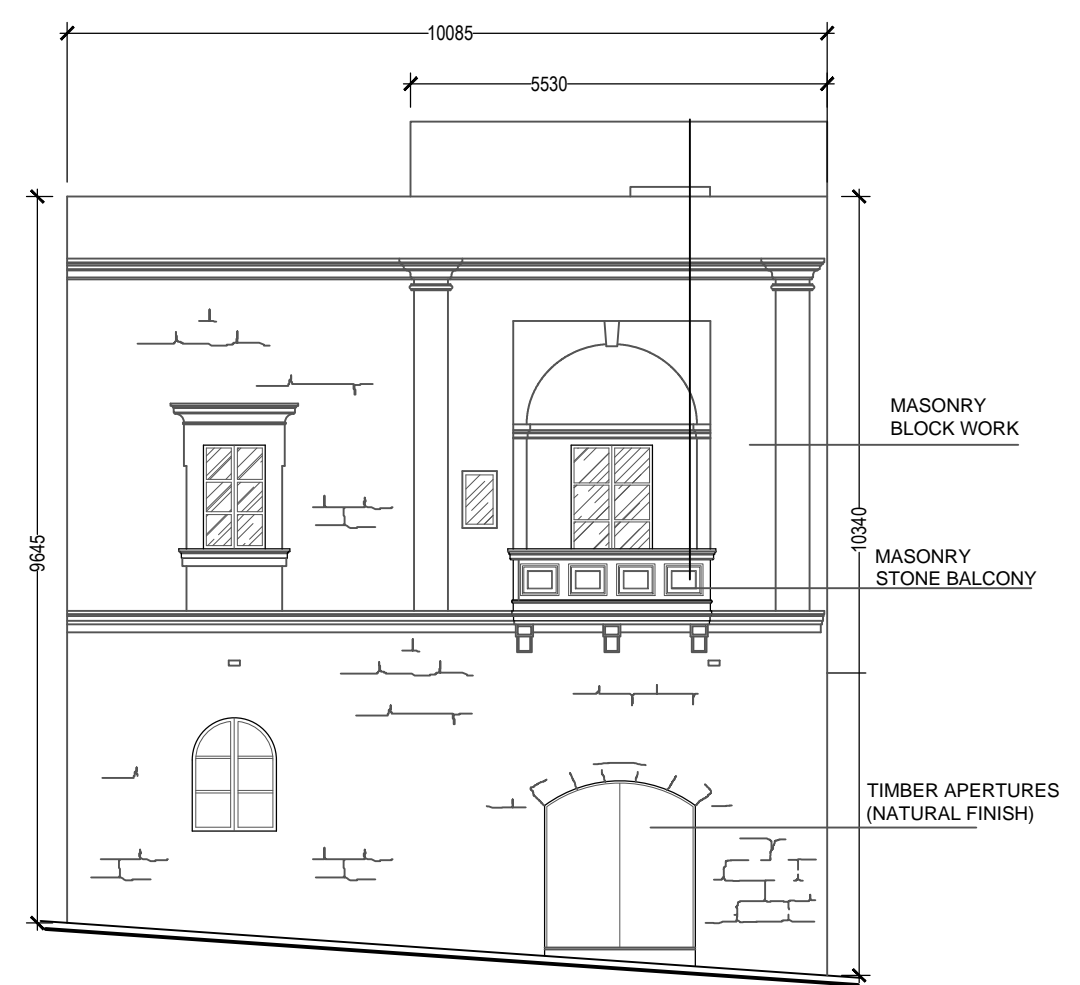 10085
5530
MASONRY
BLOCK WORK
9645
10340
MASONRY
STONE BALCONY
TIMBER APERTURES
(NATURAL FINISH)